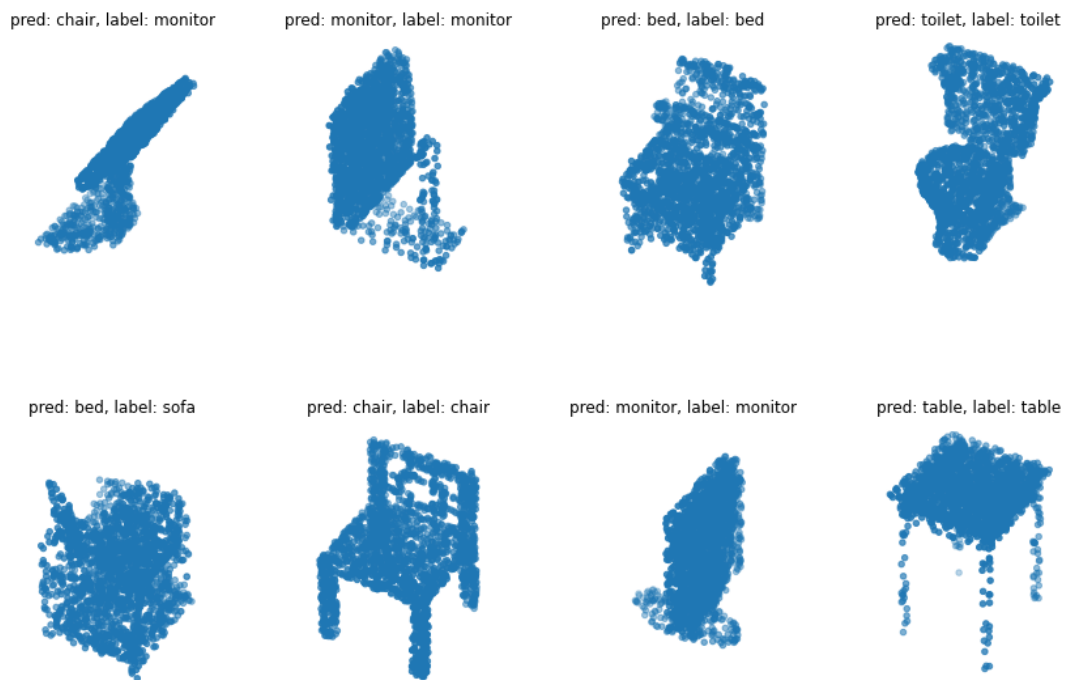 pred: chair, label: monitor
pred: monitor, label: monitor
pred: bed, label: bed
pred: toilet, label: toilet
pred: bed, label: sofa
pred: chair, label: chair
pred: monitor, label: monitor
pred: table, label: table